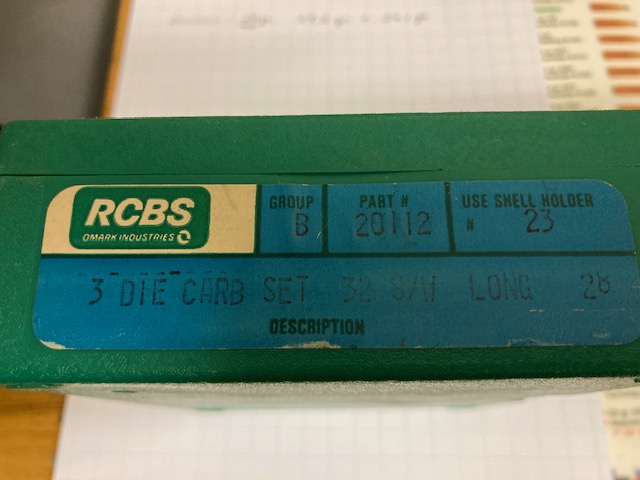 RCBS
OMARK INDUSTRIES
GROUP
B
PART #
20112
USE SHELL HOLDER
# 23
3 DIE CARB SET 32 S/W LONG 28
DESCRIPTION